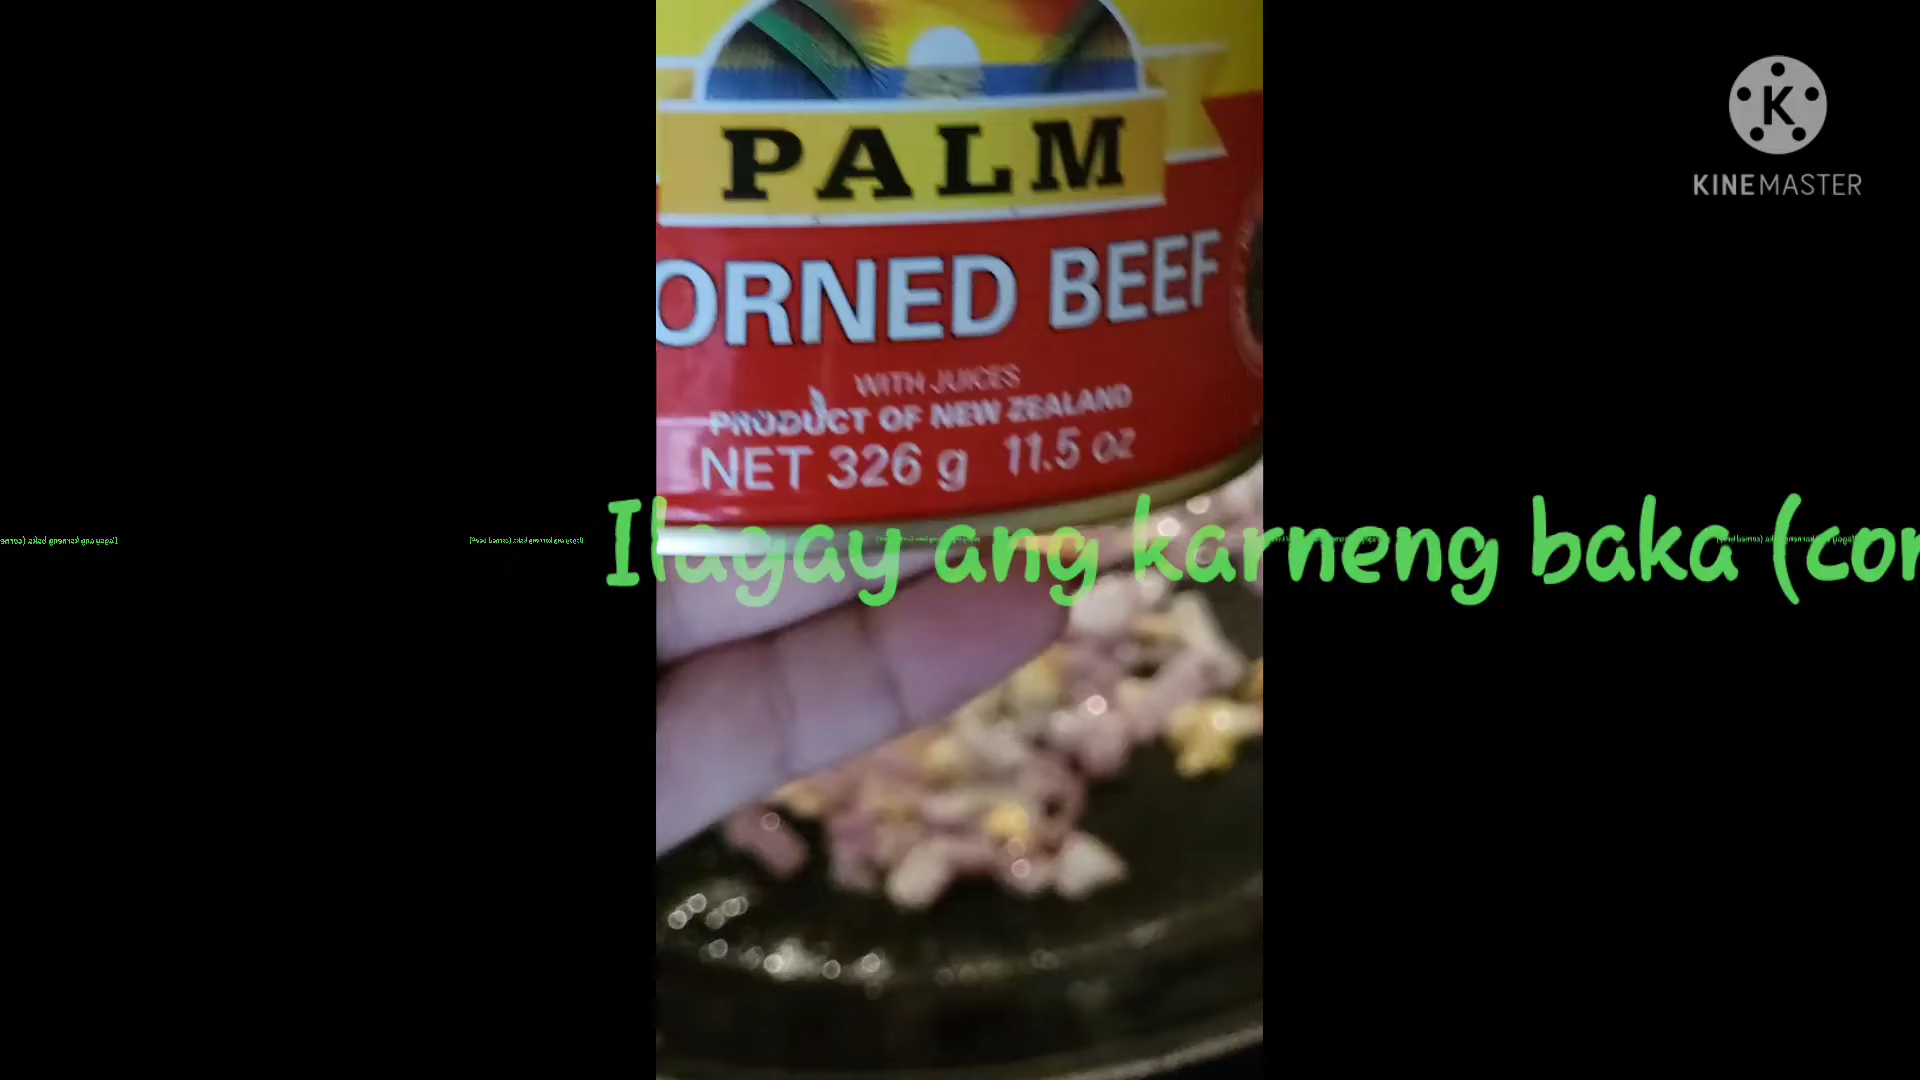 PALM
ORNED BEEF
WITH JUICES
PRODUCT OF NEW ZEALAND
NET 326 g 11.5 oz
Ilagay ang karneng baka (cor
K
KINEMASTER